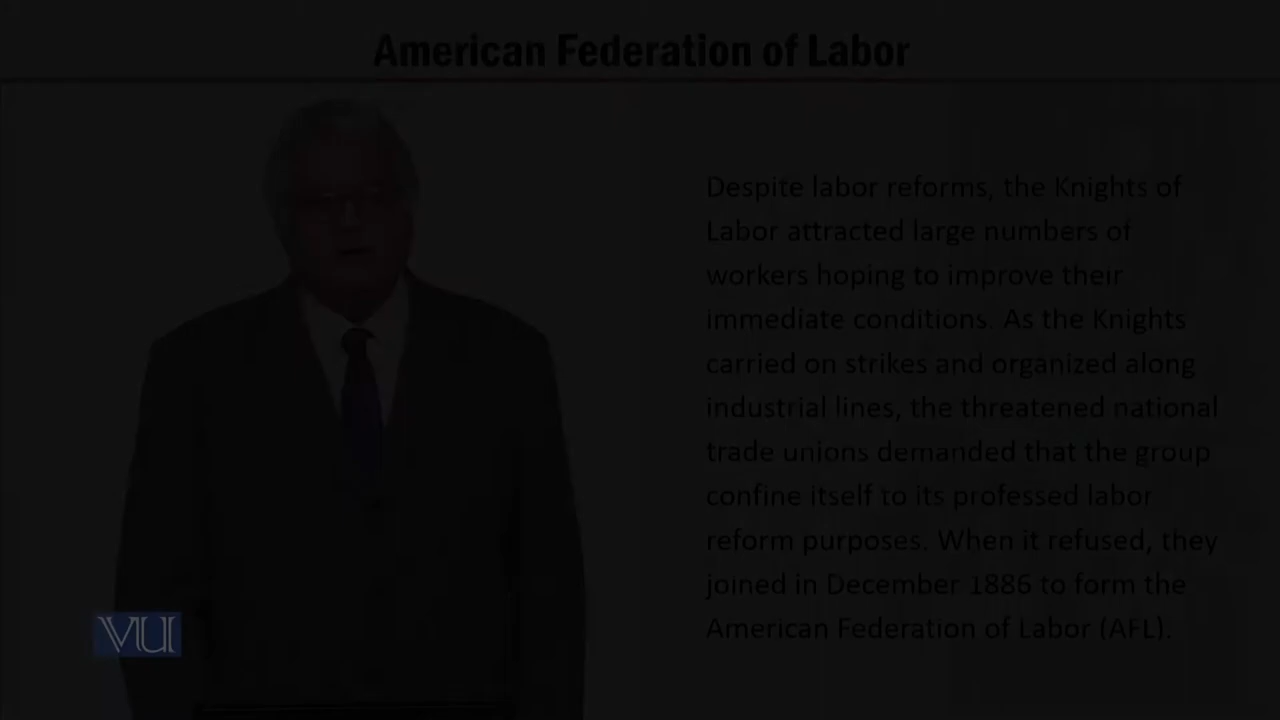 American Federation of Labor
Despite labor reforms, the Knights of
Labor attracted large numbers of
workers hoping to improve their
immediate conditions. As the Knights
carried on strikes and organized along
industrial lines, the threatened national
trade unions demanded that the group
confine itself to its professed labor
reform purposes. When it refused, they
joined in December 1886 to form the
American Federation of Labor (AFL).
VU